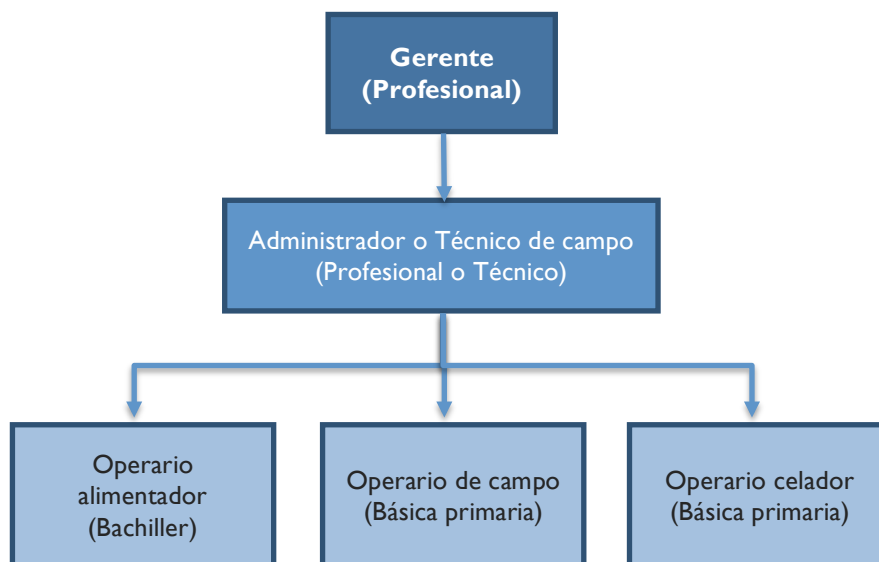 Gerente
(Profesional)
Administrador o Técnico de campo
(Profesional o Técnico)
Operario
alimentador
(Bachiller)
Operario de campo
(Básica primaria)
Operario celador
(Básica primaria)